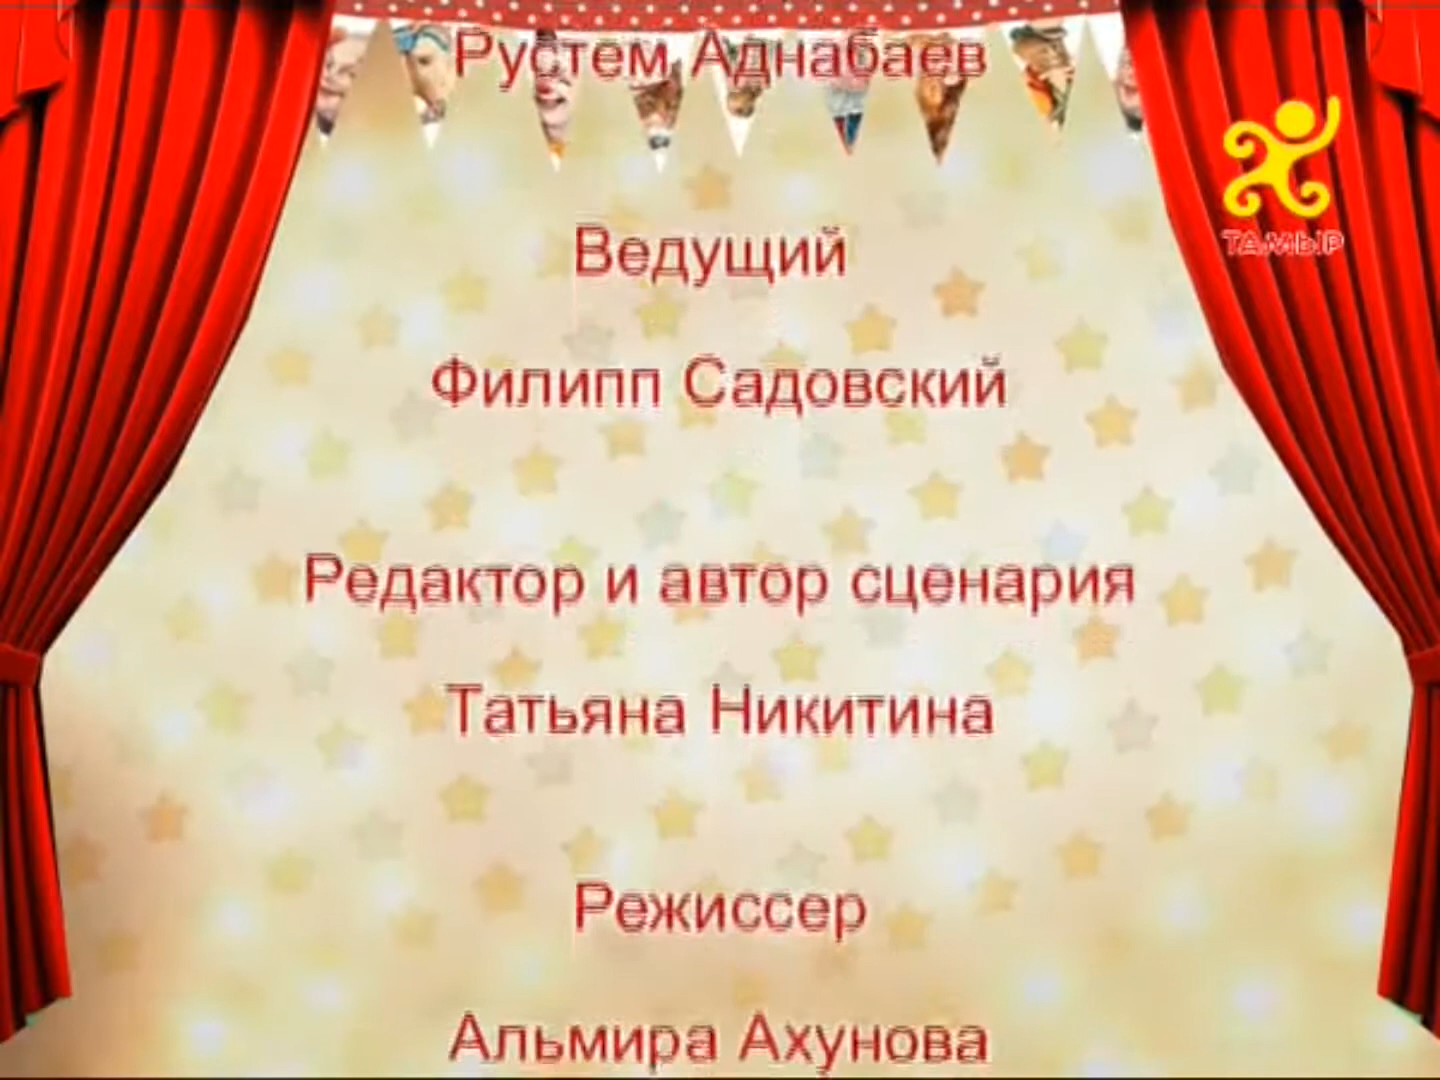 Рустем Аднабаев
ТАМЫР
Ведущий
Филипп Садовский
Редактор и автор сценария
Татьяна Никитина
Режиссер
Альмира Ахунова